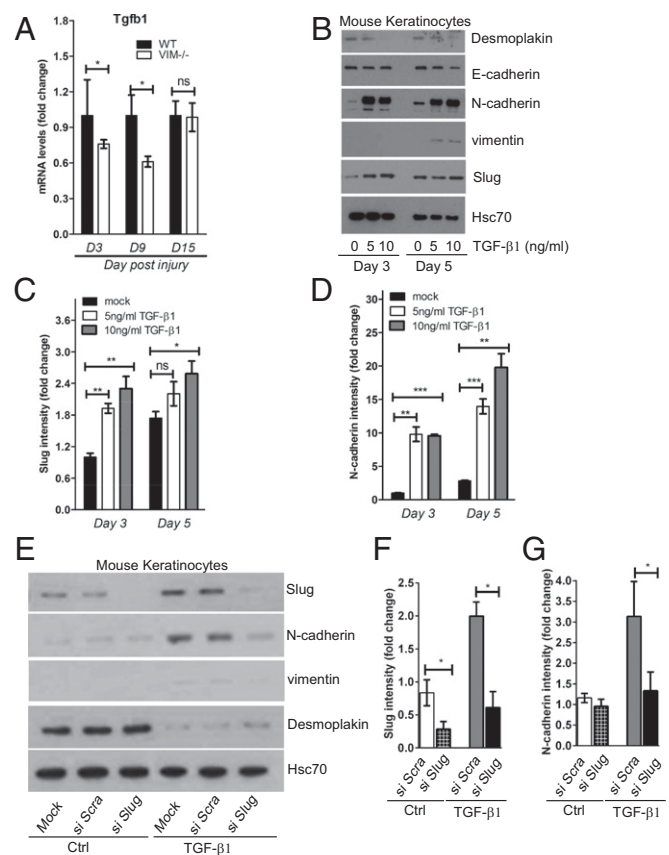 A
Tgfb1
WT
VIM-/-
*
*
ns
mRNA levels (fold change)
1.5
1.2
0.9
0.6
0.3
0.0
D3 D9 D15
Day post injury
B
Mouse Keratinocytes
Desmoplakin
E-cadherin
N-cadherin
vimentin
Slug
Hsc70
0 5 10 0 5 10 TGF-β1 (ng/ml)
Day 3 Day 5
C
mock
5ng/ml TGF-β1
10ng/ml TGF-β1
**
**
*
ns
Slug intensity (fold change)
3.6
3.0
2.4
1.8
1.2
0.6
0.0
Day 3 Day 5
D
mock
5ng/ml TGF-β1
10ng/ml TGF-β1
***
**
**
***
N-cadherin intensity (fold change)
30
25
20
15
10
5
0
Day 3 Day 5
E
Mouse Keratinocytes
Slug
N-cadherin
vimentin
Desmoplakin
Hsc70
Mock si Scra si Slug Mock si Scra si Slug
Ctrl TGF-β1
F
Slug intensity (fold change)
2.5
2.0
1.5
1.0
0.5
0.0
*
*
si Scra si Slug si Scra si Slug
Ctrl TGF-β1
G
N-cadherin intensity (fold change)
4.0
3.5
3.0
2.5
2.0
1.5
1.0
0.5
0.0
*
si Scra si Slug si Scra si Slug
Ctrl TGF-β1